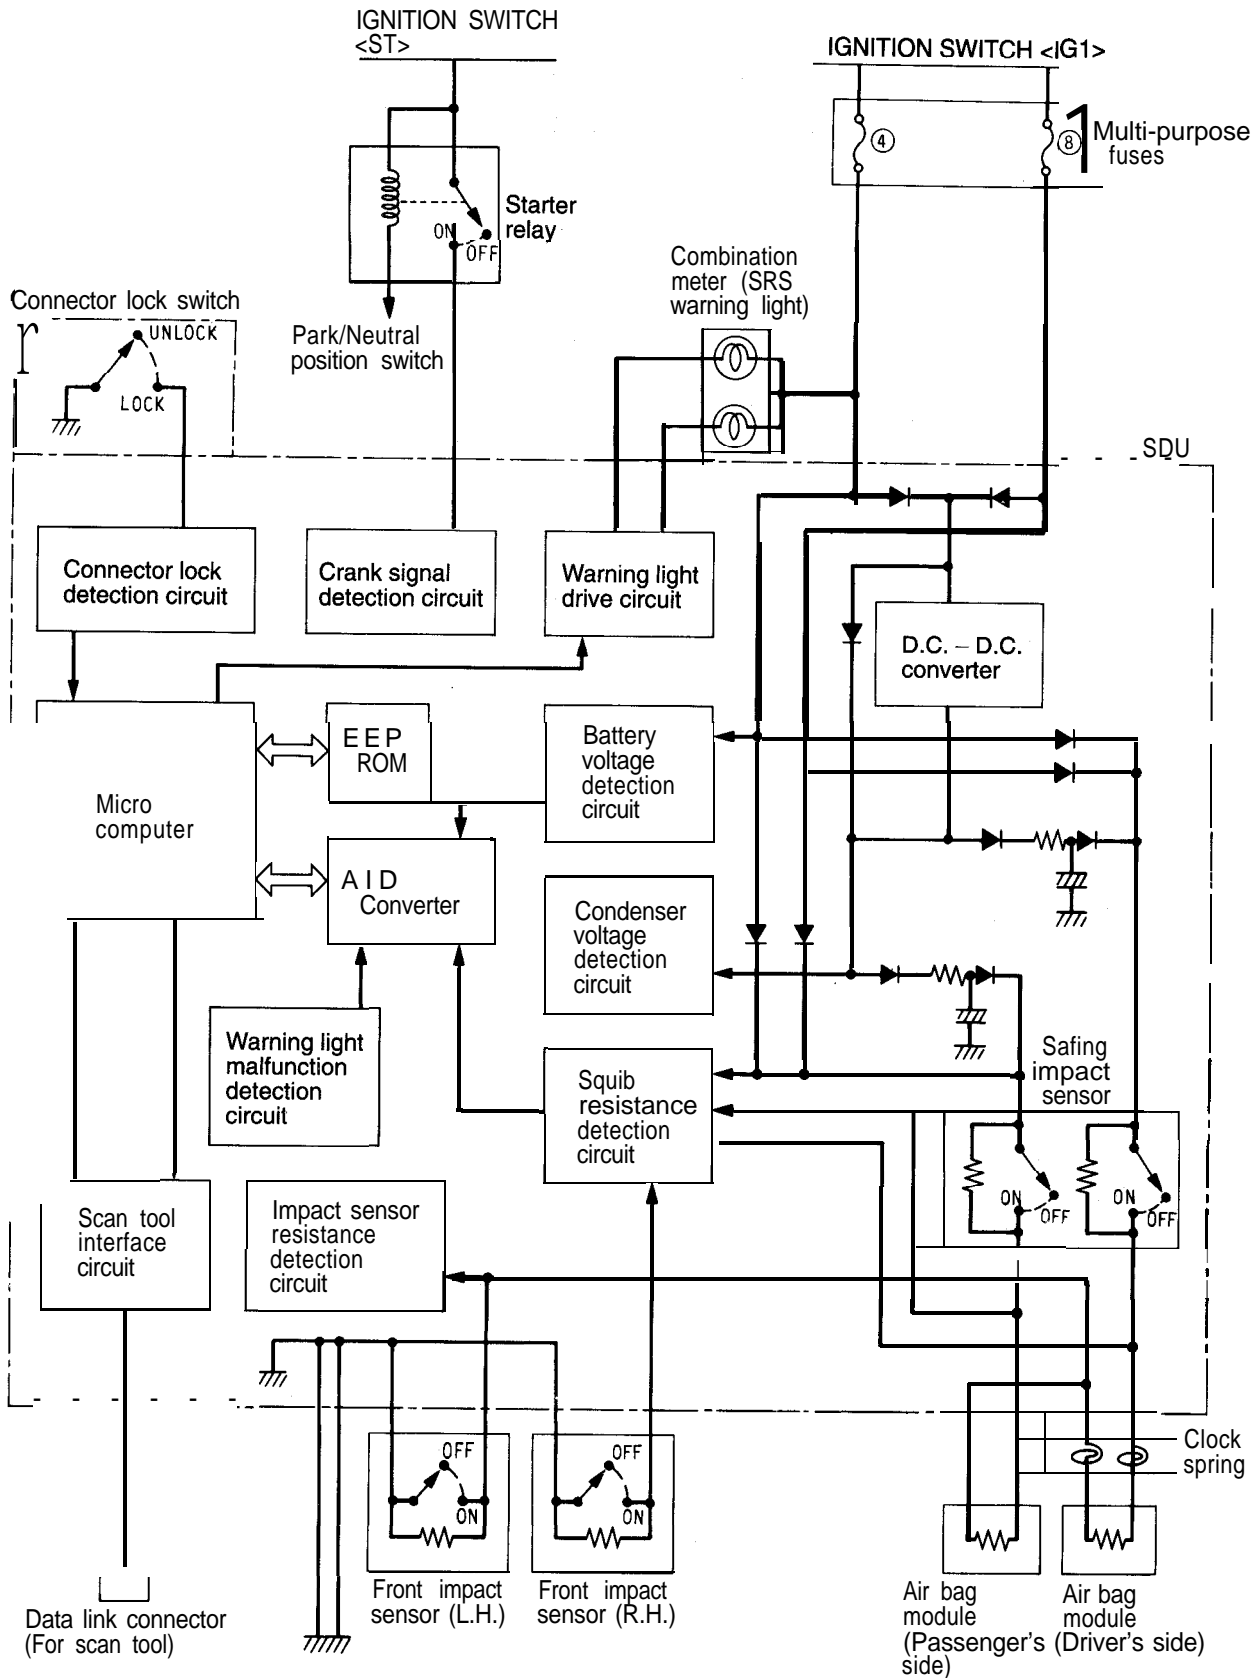 IGNITION SWITCH
<ST>
IGNITION SWITCH <IG1>
4
8
Multi-purpose
fuses
Starter
relay
ON
OFF
Combination
meter (SRS
warning light)
Connector lock switch
UNLOCK
LOCK
Park/Neutral
position switch
SDU
Connector lock
detection circuit
Crank signal
detection circuit
Warning light
drive circuit
D.C. – D.C.
converter
EEP
ROM
Battery
voltage
detection
circuit
Micro
computer
AID
Converter
Condenser
voltage
detection
circuit
Warning light
malfunction
detection
circuit
Squib
resistance
detection
circuit
Safing
impact
sensor
ON
OFF
ON
OFF
Scan tool
interface
circuit
Impact sensor
resistance
detection
circuit
OFF
ON
OFF
ON
Clock
spring
Front impact
sensor (L.H.)
Front impact
sensor (R.H.)
Air bag
module
(Passenger's
side)
Air bag
module
(Driver's side)
Data link connector
(For scan tool)